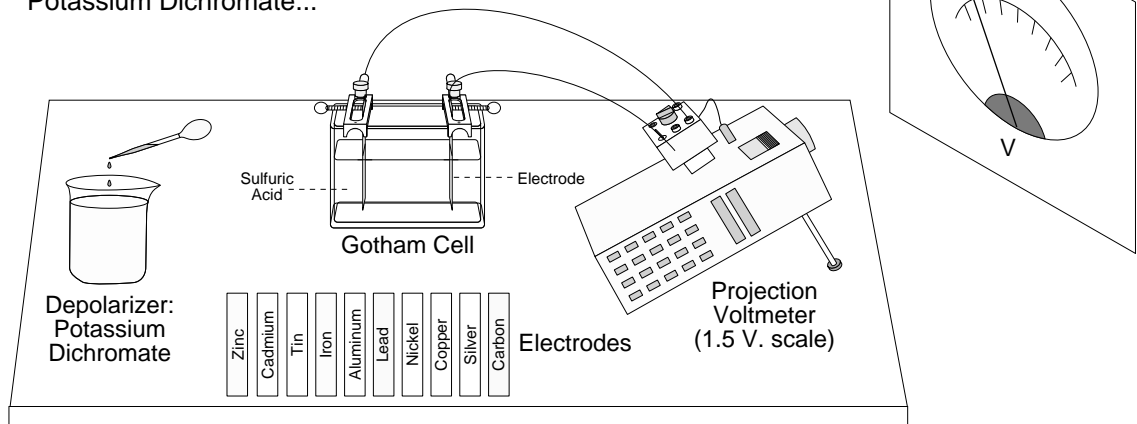 Potassium Dichromate...
V
Sulfuric
Acid
Electrode
Gotham Cell
Depolarizer:
Potassium
Dichromate
Projection
Voltmeter
(1.5 V. scale)
Zinc
Cadmium
Tin
Iron
Aluminum
Lead
Nickel
Copper
Silver
Carbon
Electrodes